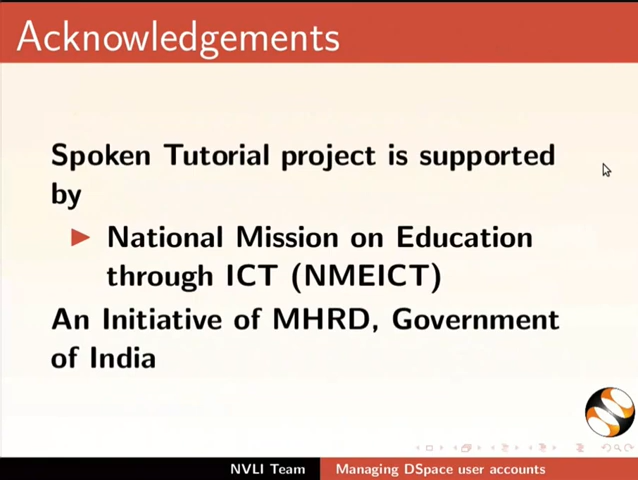 Acknowledgements
Spoken Tutorial project is supported
by
National Mission on Education
through ICT (NMEICT)
An Initiative of MHRD, Government
of India
NVLI Team
Managing DSpace user accounts